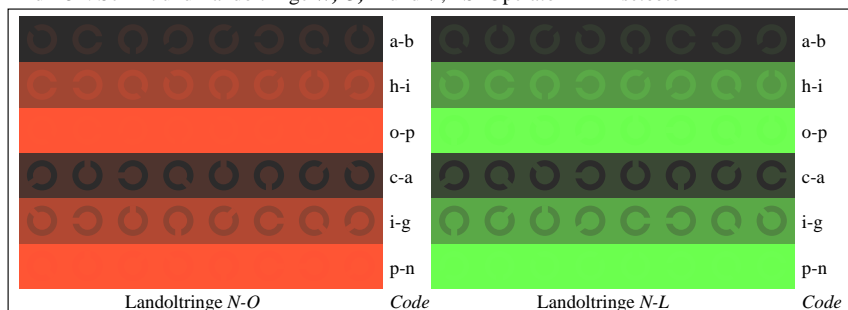 a-b a-b
h-i h-i
o-p o-p
c-a c-a
i-g i-g
p-n p-n
Landoltringe N-O Code Landoltringe N-L Code